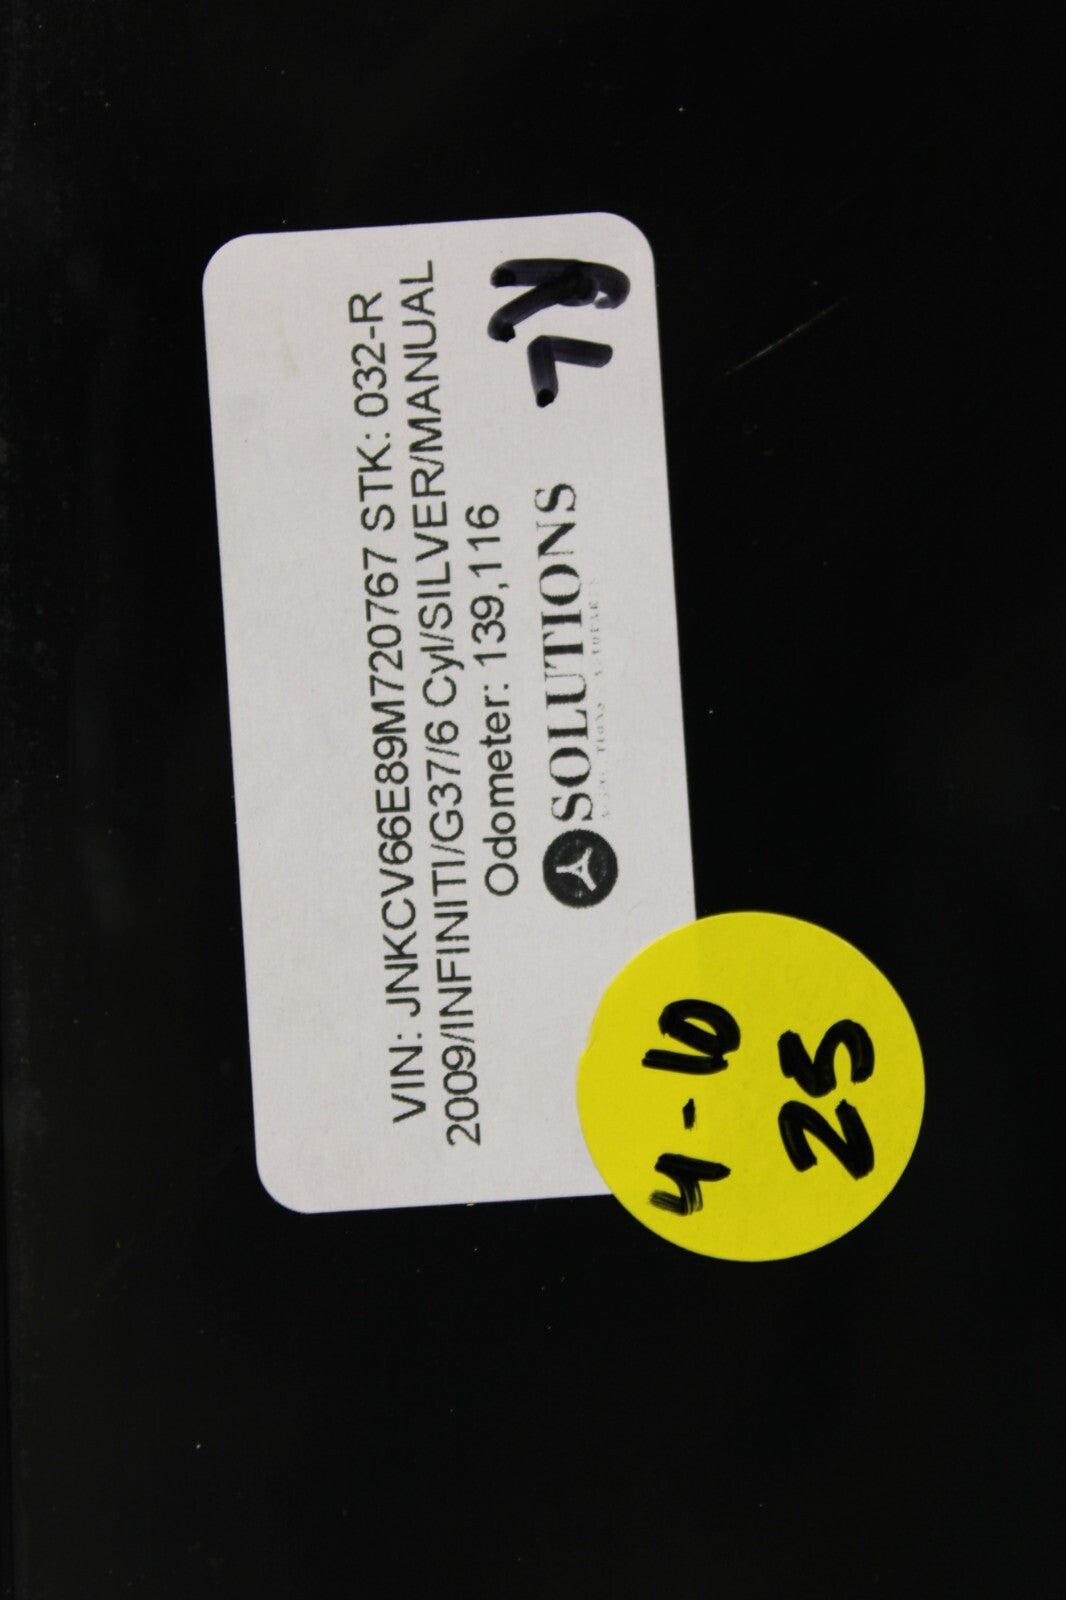 VIN: JNKCV66E89M720767 STK: 032-R
2009/INFINITI/G37/6 Cyl/SILVER/MANUAL
Odometer: 139,116
SOLUTIONS
4-10
25